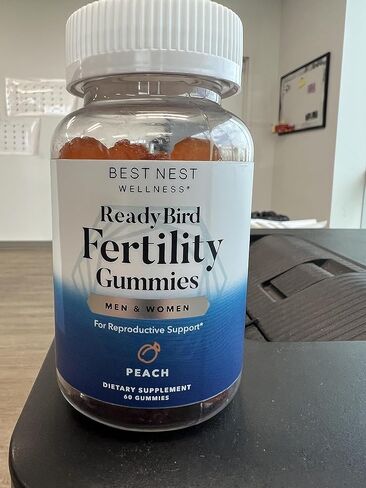 BEST NEST
WELLNESS®
ReadyBird
Fertility
Gummies
MEN & WOMEN
For Reproductive Support*
PEACH
DIETARY SUPPLEMENT
60 GUMMIES